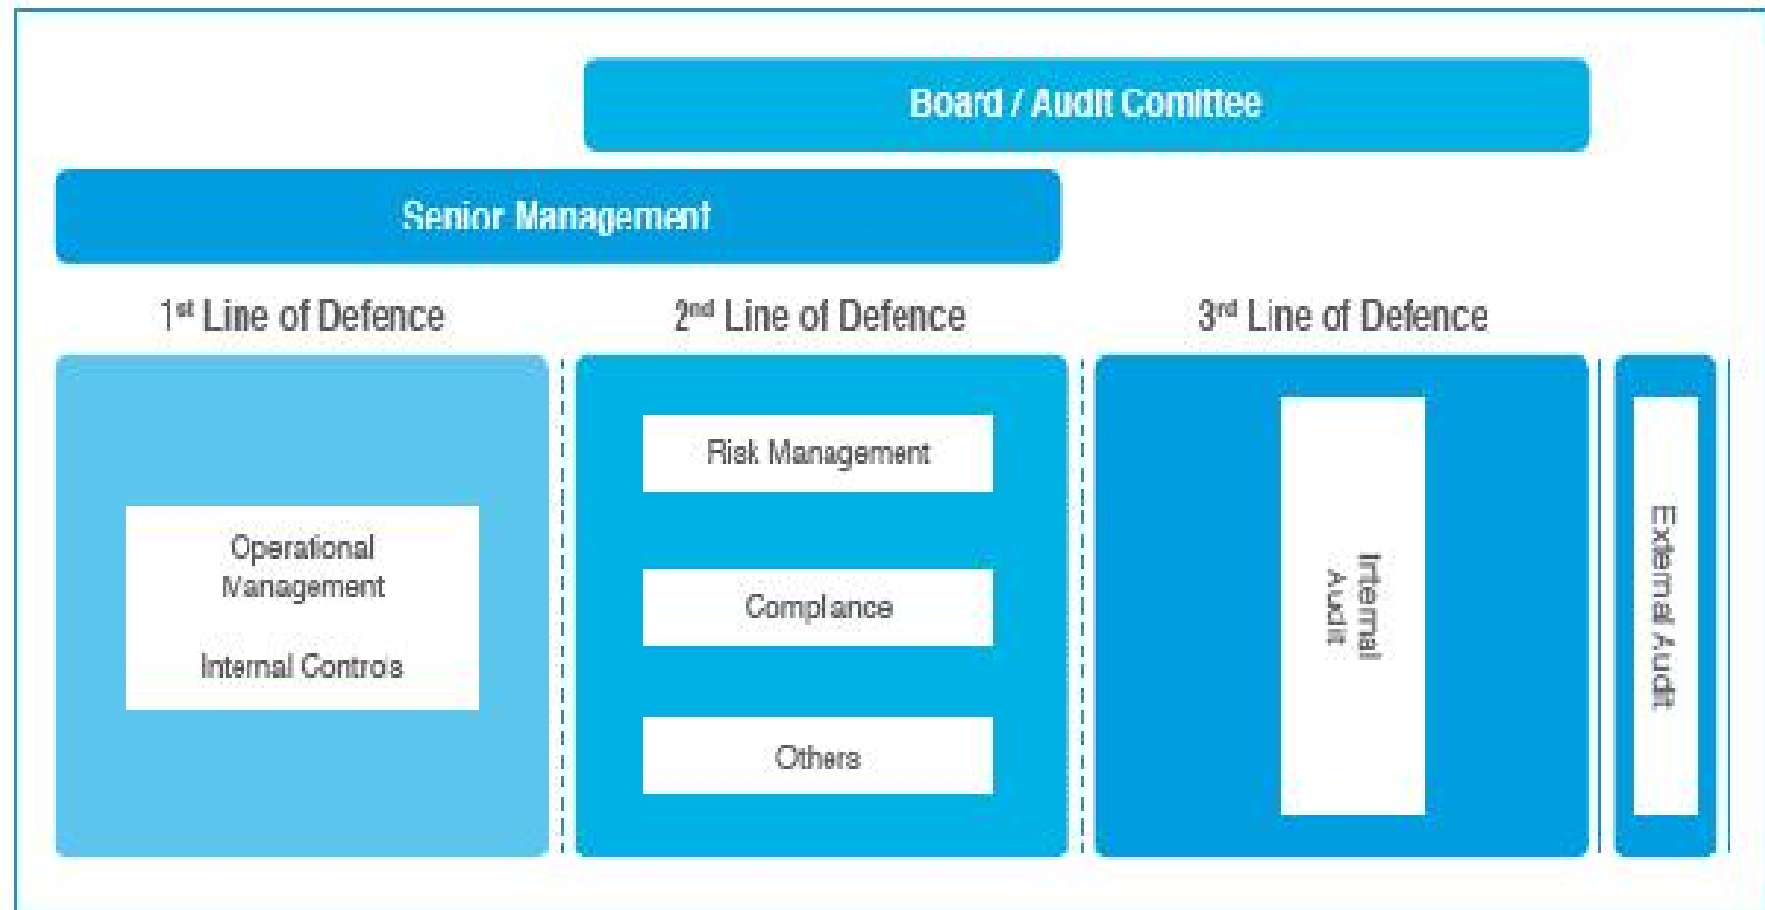 Board / Audit Comittee
Senior Management
1st Line of Defence
2nd Line of Defence
3rd Line of Defence
Operational
Management
Internal Controls
Risk Management
Compliance
Others
Internal
Audit
External Audit